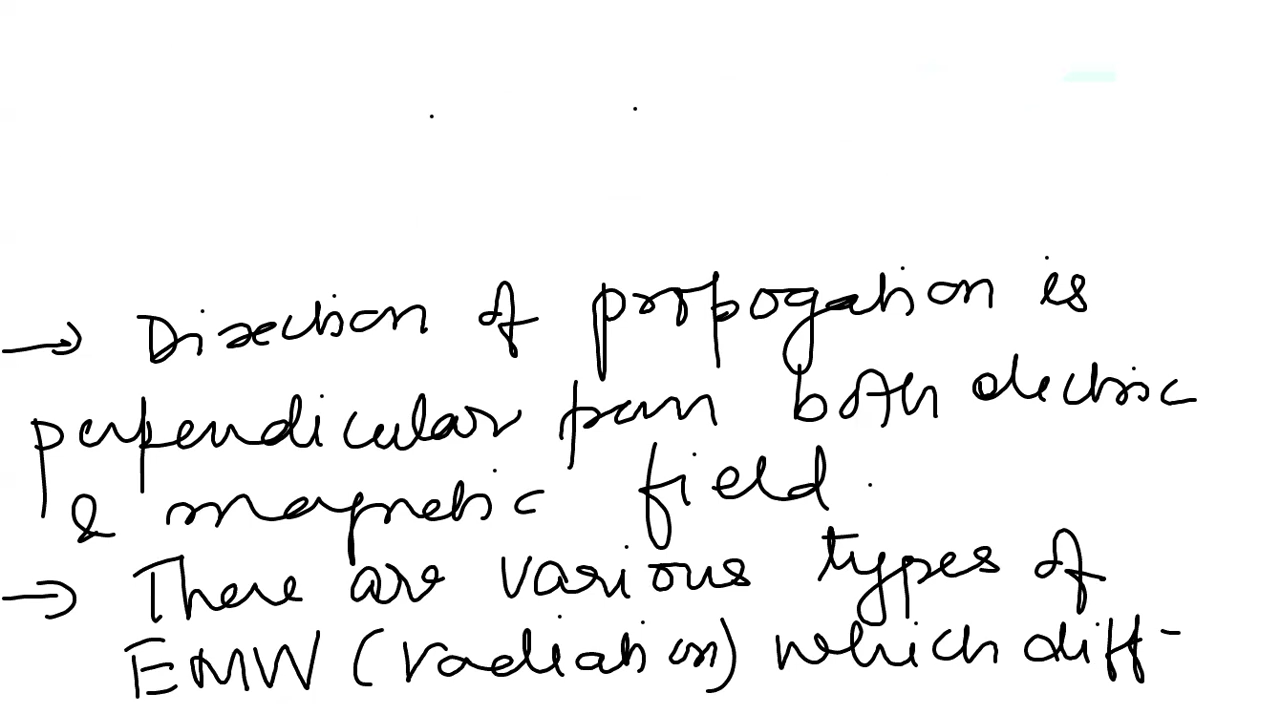 → Direction of propogation is
perpendicular from both electric
& magnetic field.
→ There are various types of
EMW (radiation) which diff-